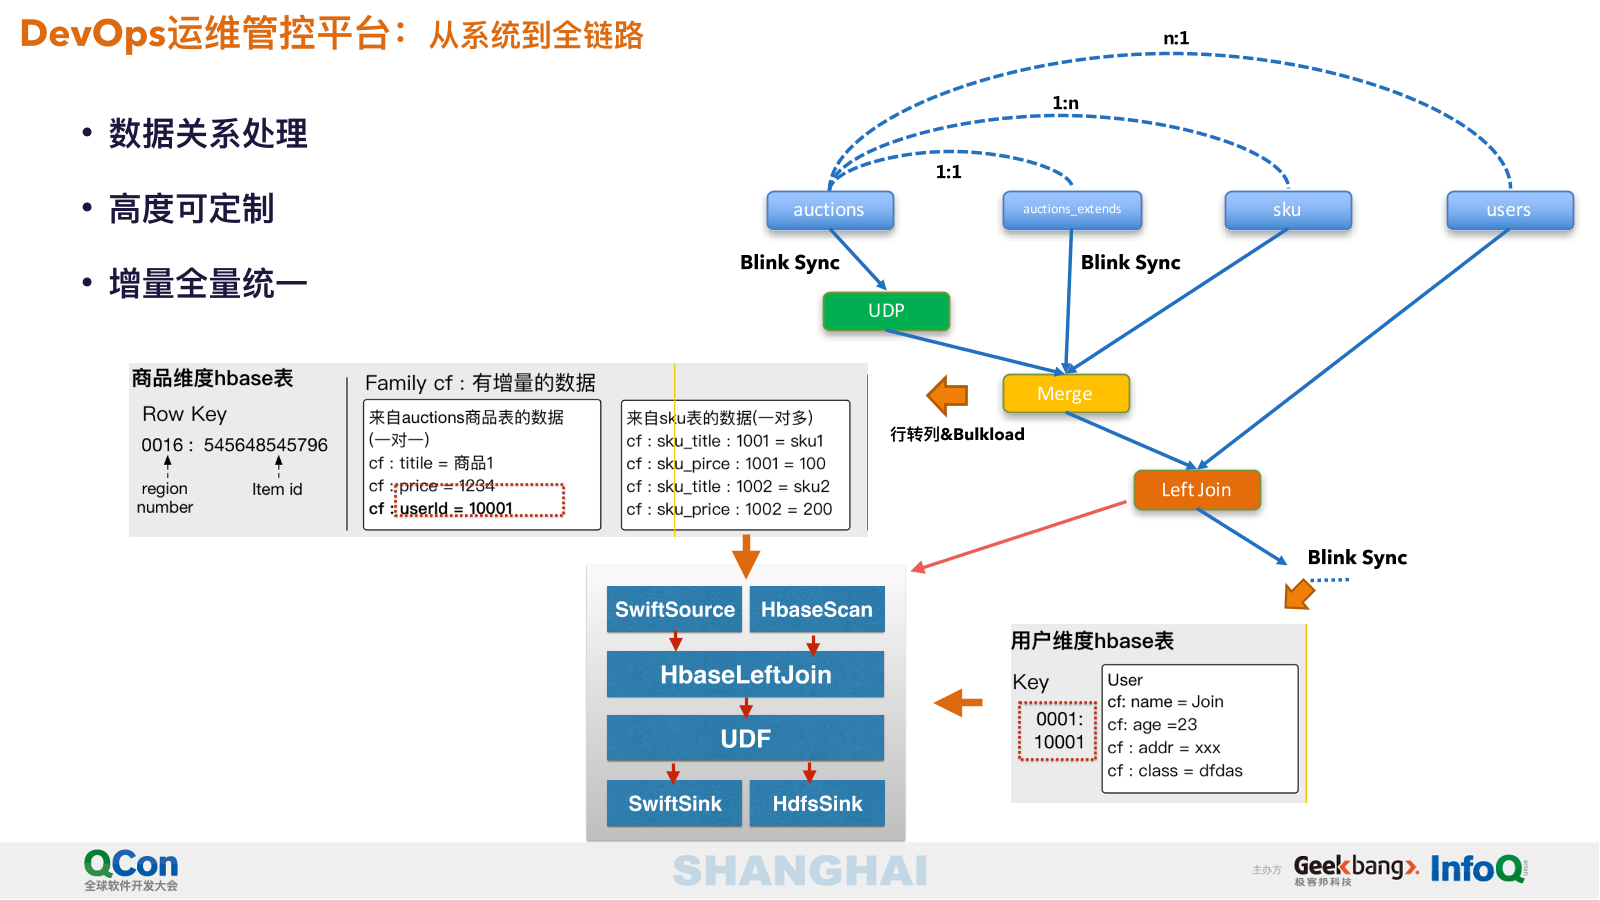 DevOps运维管控平台：从系统到全链路
• 数据关系处理
• 高度可定制
• 增量全量统一
n:1
1:n
1:1
auctions
auctions_extends
sku
users
Blink Sync
Blink Sync
UDP
Merge
行转列&Bulkload
Left Join
Blink Sync
商品维度hbase表
Row Key
0016 : 545648545796
region
number
Item id
Family cf : 有增量的数据
来自auctions商品表的数据
(一对一)
cf : titile = 商品1
cf : price = 1234
cf : userId = 10001
来自sku表的数据(一对多)
cf : sku_title : 1001 = sku1
cf : sku_pirce : 1001 = 100
cf : sku_title : 1002 = sku2
cf : sku_price : 1002 = 200
SwiftSource
HbaseScan
HbaseLeftJoin
UDF
SwiftSink
HdfsSink
用户维度hbase表
Key
0001:
10001
User
cf: name = Join
cf: age =23
cf : addr = xxx
cf : class = dfdas
QCon
全球软件开发大会
SHANGHAI
主办方
Geekbang>.
极客邦科技
InfoQ